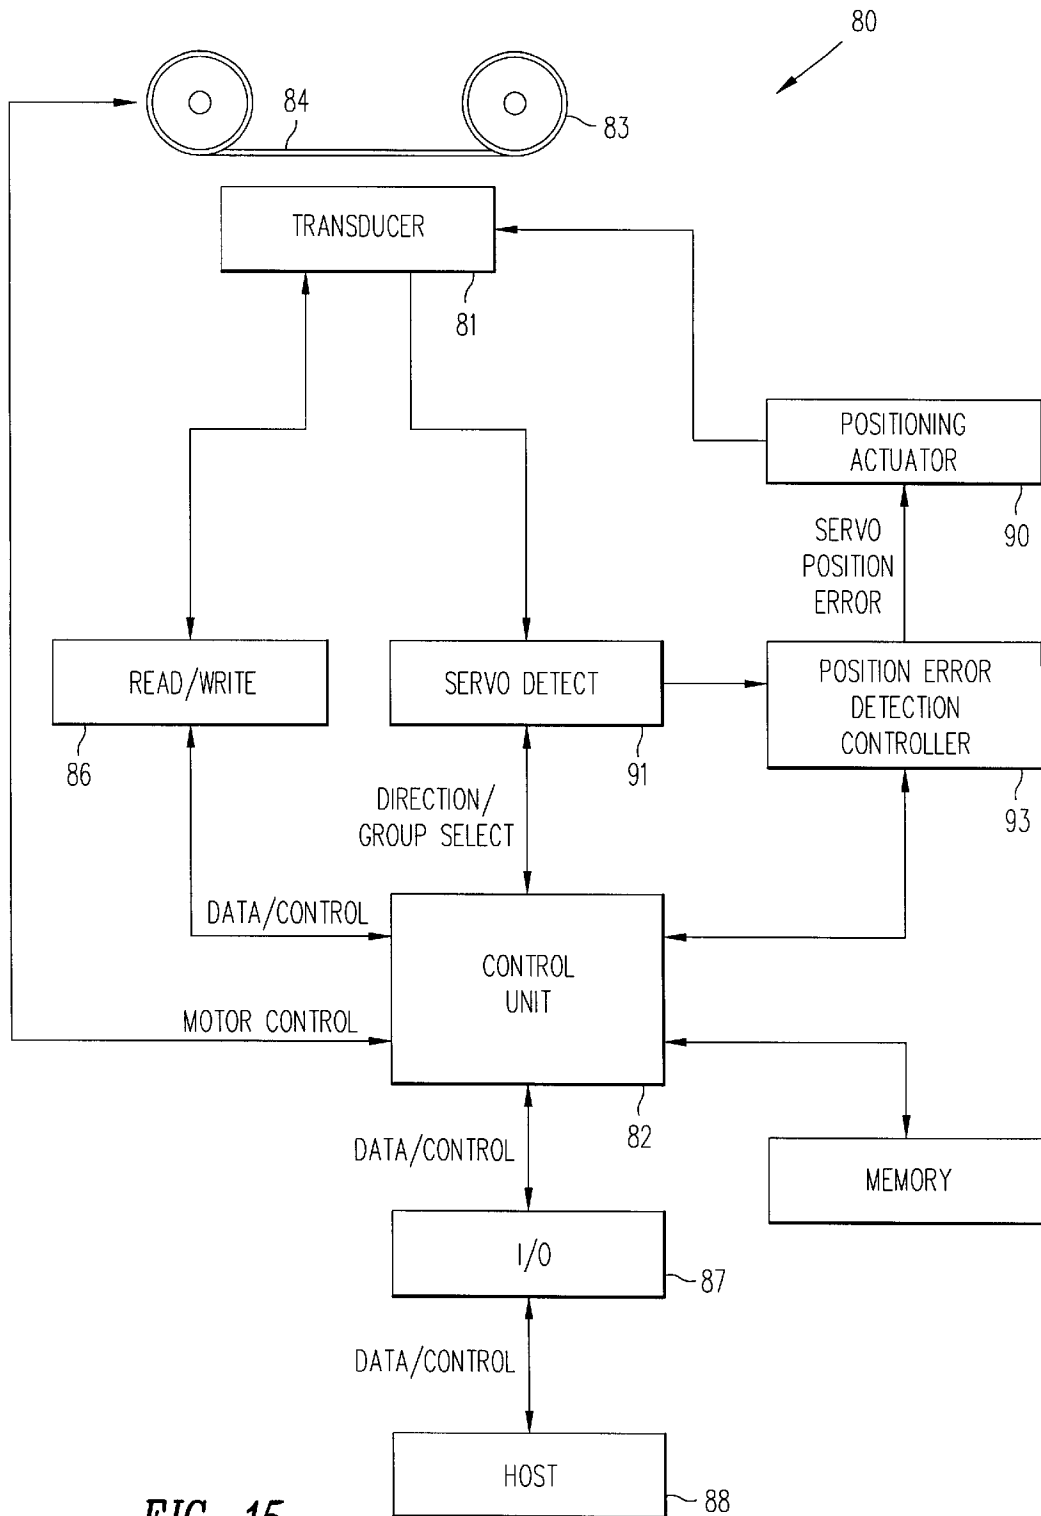 80
84
83
TRANSDUCER
81
POSITIONING
ACTUATOR
90
SERVO
POSITION
ERROR
READ/WRITE
86
SERVO DETECT
91
POSITION ERROR
DETECTION
CONTROLLER
93
DIRECTION/
GROUP SELECT
DATA/CONTROL
CONTROL
UNIT
MOTOR CONTROL
82
DATA/CONTROL
MEMORY
I/O
87
DATA/CONTROL
HOST
88
FIG. 15